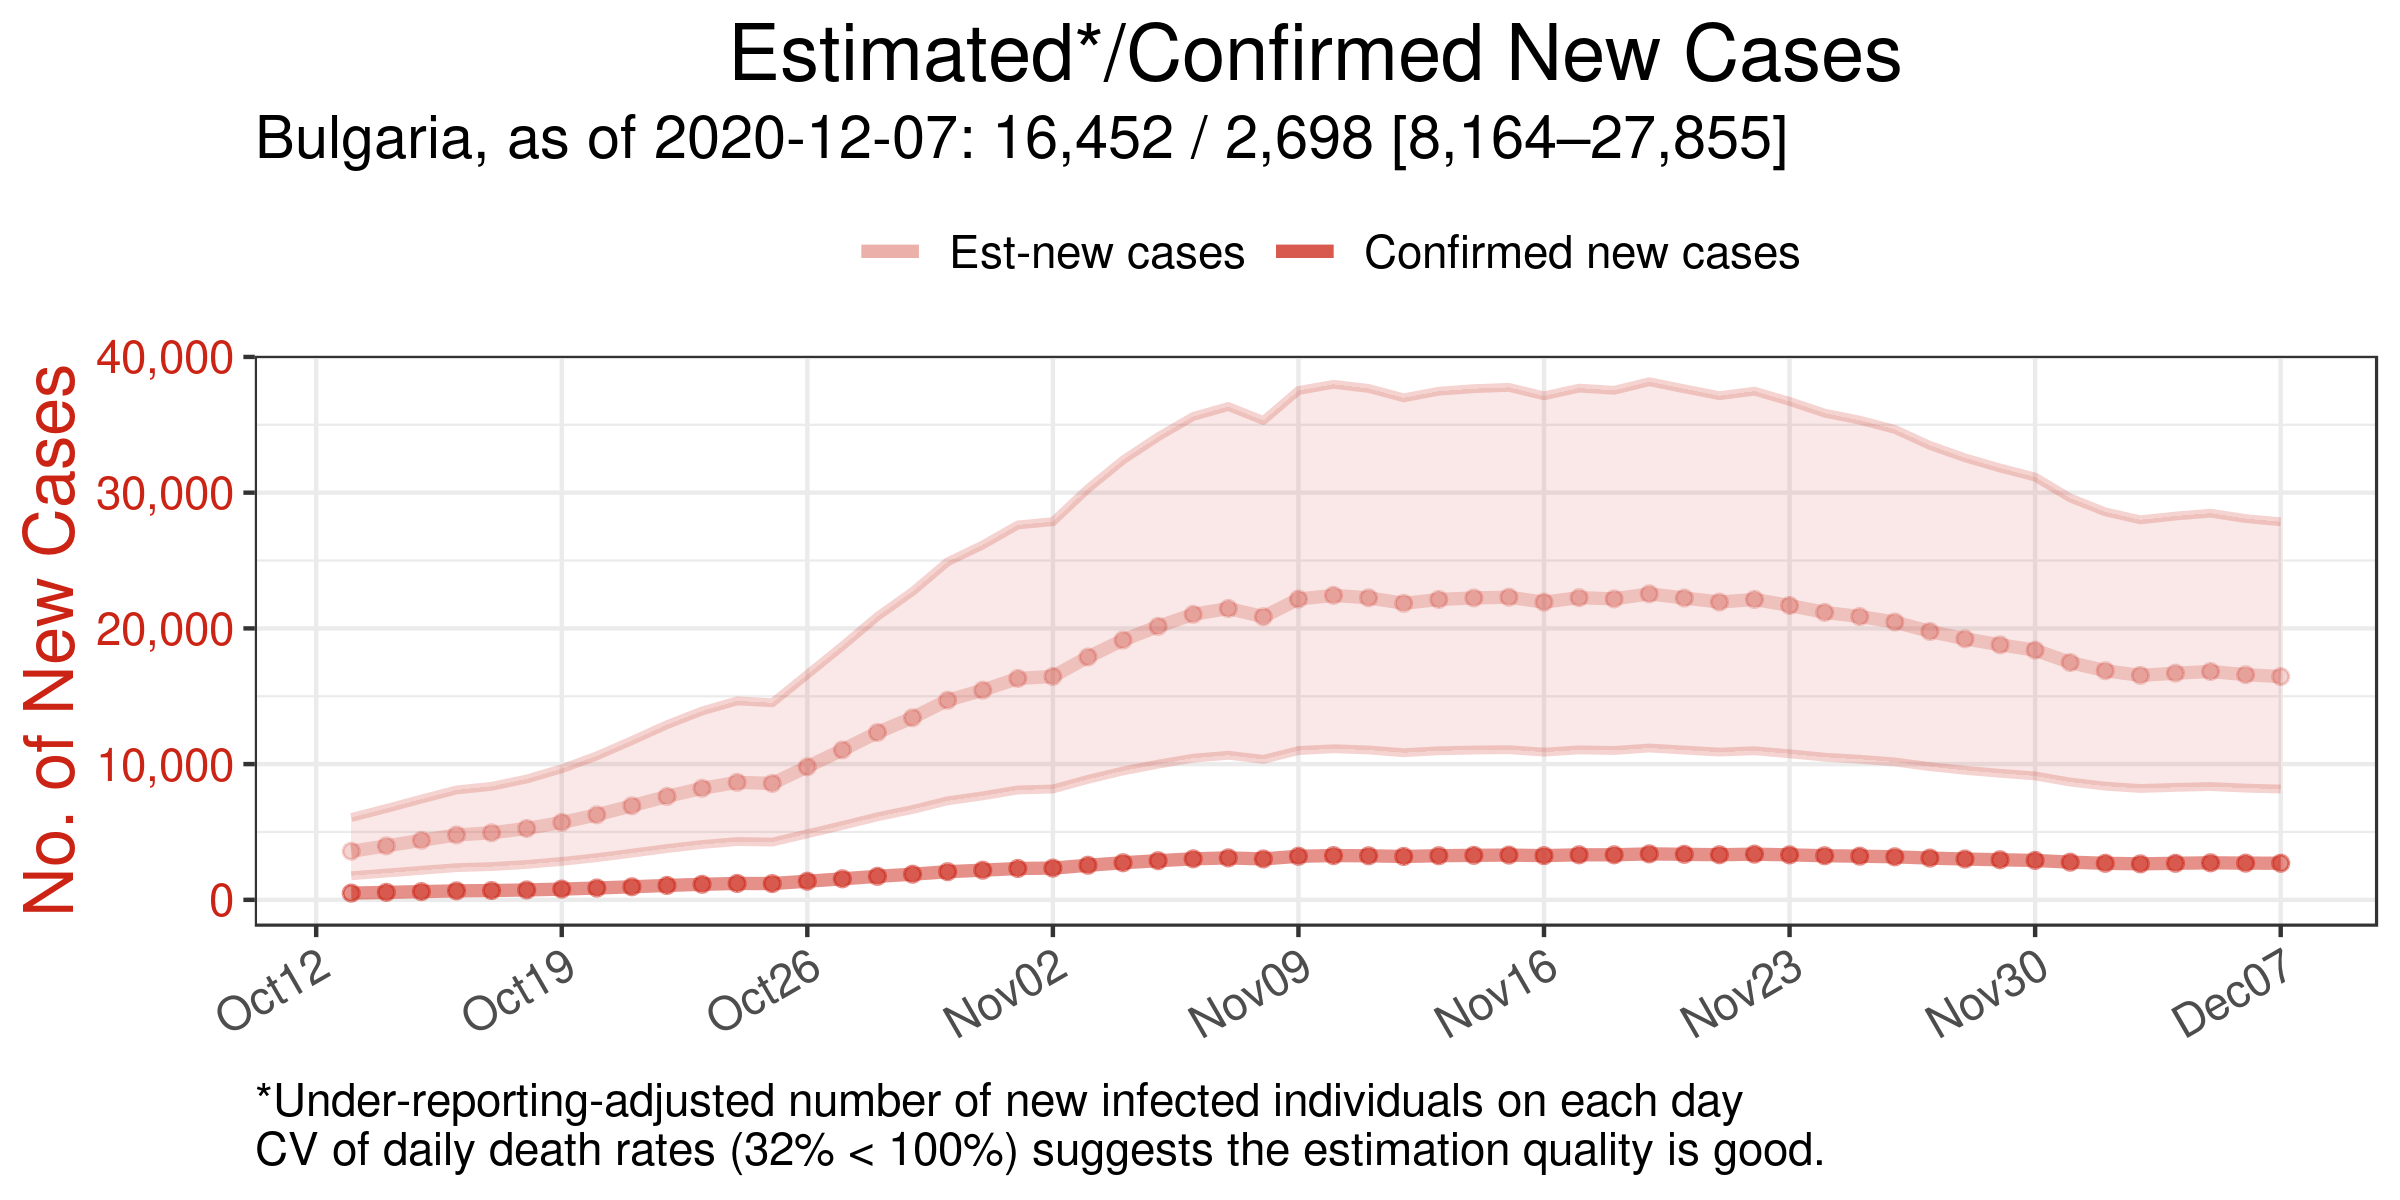 Estimated*/Confirmed New Cases
Bulgaria, as of 2020-12-07: 16,452 / 2,698 [8,164–27,855]
Est-new cases
Confirmed new cases
No. of New Cases
40,000
30,000
20,000
10,000
0
Oct12
Oct19
Oct26
Nov02
Nov09
Nov16
Nov23
Nov30
Dec07
*Under-reporting-adjusted number of new infected individuals on each day
CV of daily death rates (32% < 100%) suggests the estimation quality is good.